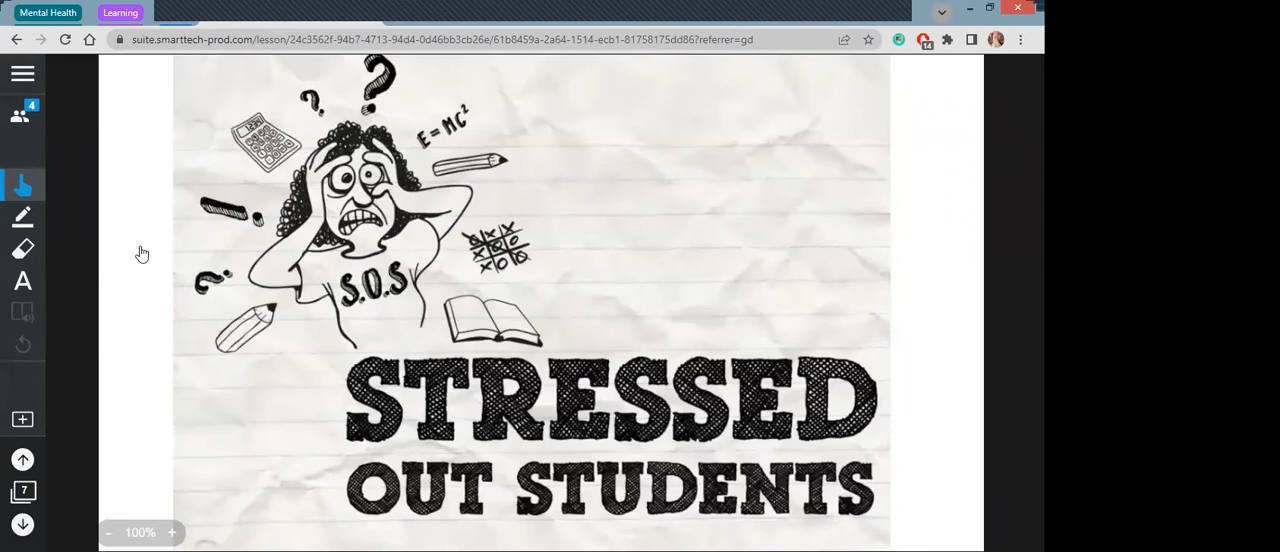 Mental Health Learning
suite.smarttech-prod.com/lesson/24c3562f-94b7-4713-94d4-0d46bb3cb26e/61b8459a-2a64-1514-ecb1-81758175dd86?referrer=gd
14
4
? ?
E=MC²
!
S.O.S
?
STRESSED
OUT STUDENTS
A
7
- 100% +